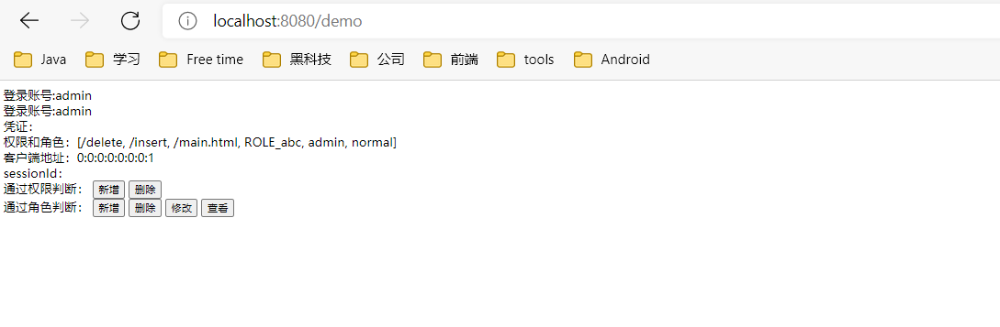 localhost:8080/demo
Java 学习 Free time 黑科技 公司 前端 tools Android
登录账号:admin
登录账号:admin
凭证:
权限和角色：[/delete, /insert, /main.html, ROLE_abc, admin, normal]
客户端地址：0:0:0:0:0:0:0:1
sessionId:
通过权限判断： 新增 删除
通过角色判断： 新增 删除 修改 查看